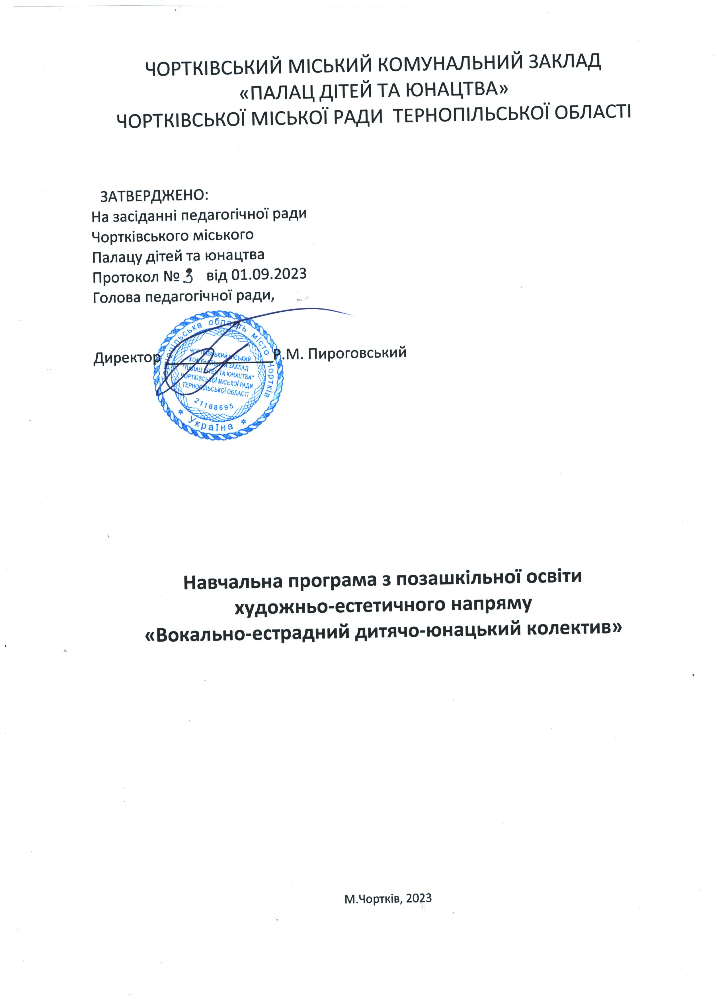 ЧОРТКІВСЬКИЙ МІСЬКИЙ КОМУНАЛЬНИЙ ЗАКЛАД
«ПАЛАЦ ДІТЕЙ ТА ЮНАЦТВА»
ЧОРТКІВСЬКОЇ МІСЬКОЇ РАДИ ТЕРНОПІЛЬСЬКОЇ ОБЛАСТІ
ЗАТВЕРДЖЕНО:
На засіданні педагогічної ради
Чортківського міського
Палацу дітей та юнацтва
Протокол № 3 від 01.09.2023
Голова педагогічної ради,
Директор Р.М. Пироговський
Тернопільська область місто Чортків
ЧОРТКІВСЬКИЙ МІСЬКИЙ
КОМУНАЛЬНИЙ ЗАКЛАД
"ПАЛАЦ ДІТЕЙ ТА ЮНАЦТВА"
ЧОРТКІВСЬКОЇ МІСЬКОЇ РАДИ
ТЕРНОПІЛЬСЬКОЇ ОБЛАСТІ
21168695
* Україна *
Навчальна програма з позашкільної освіти
художньо-естетичного напряму
«Вокально-естрадний дитячо-юнацький колектив»
М.Чортків, 2023